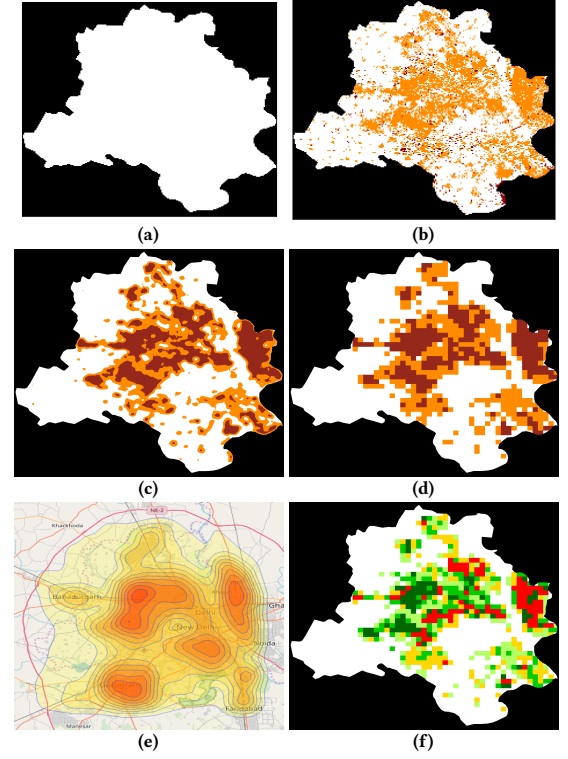 (a)
(b)
(c)
(d)
NE-2
Kharkhoda
Bahadurgarh
Delhi
Gha
New Delhi
Noida
Faridabad
Manesar
(e)
(f)